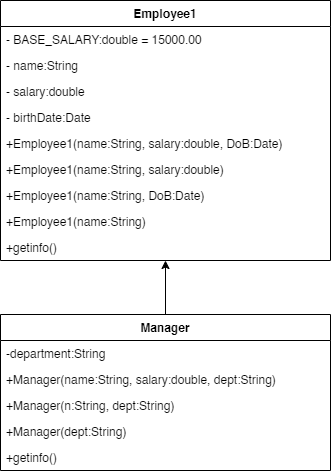 Employee1
- BASE_SALARY:double = 15000.00
- name:String
- salary:double
- birthDate:Date
+Employee1(name:String, salary:double, DoB:Date)
+Employee1(name:String, salary:double)
+Employee1(name:String, DoB:Date)
+Employee1(name:String)
+getinfo()
Manager
-department:String
+Manager(name:String, salary:double, dept:String)
+Manager(n:String, dept:String)
+Manager(dept:String)
+getinfo()